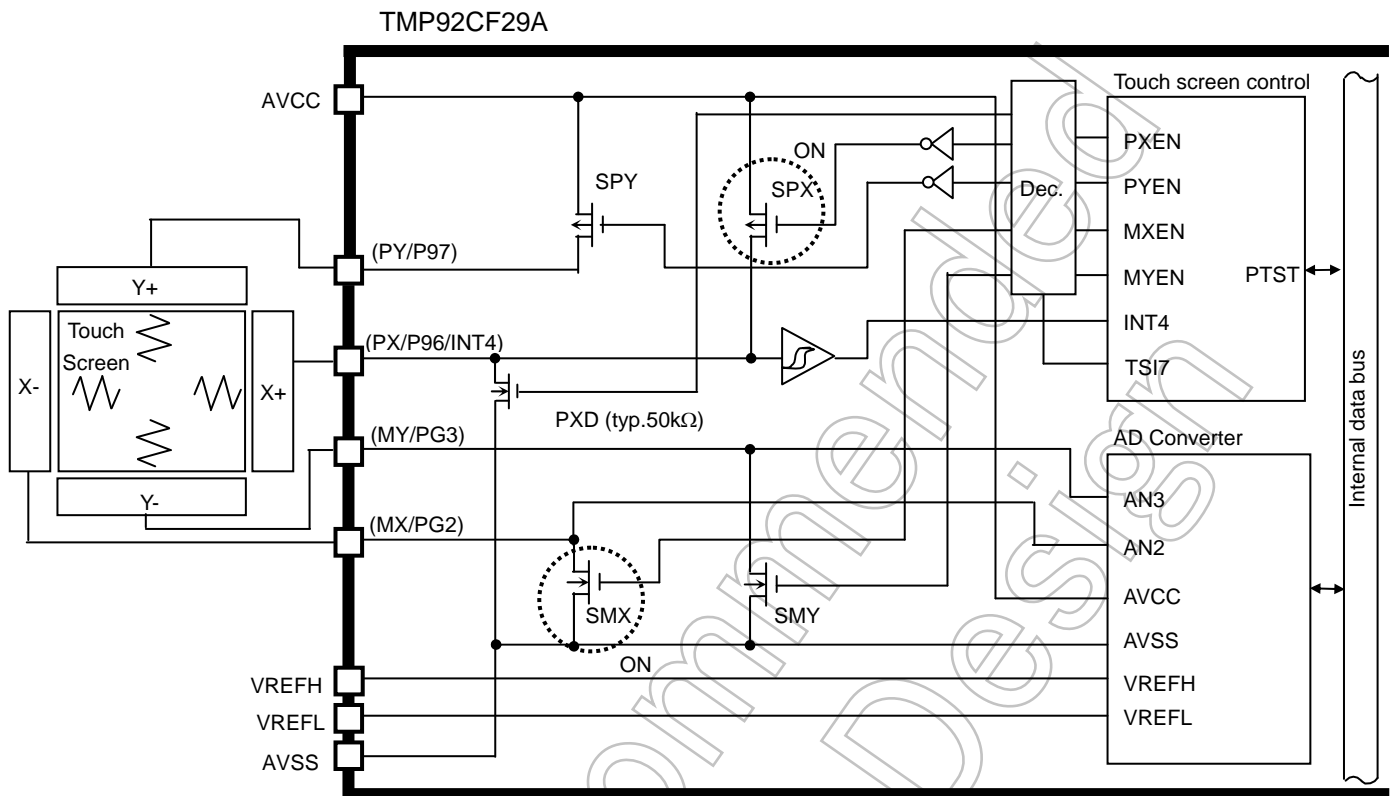 TMP92CF29A
AVCC
(PY/P97)
(PX/P96/INT4)
(MY/PG3)
(MX/PG2)
VREFH
VREFL
AVSS
Y+
Touch
Screen
X-
X+
Y-
SPY
ON
SPX
PXD (typ.50kΩ)
SMX
ON
SMY
Dec.
Touch screen control
PXEN
PYEN
MXEN
MYEN
PTST
INT4
TSI7
AD Converter
AN3
AN2
AVCC
AVSS
VREFH
VREFL
Internal data bus
ommended
Design